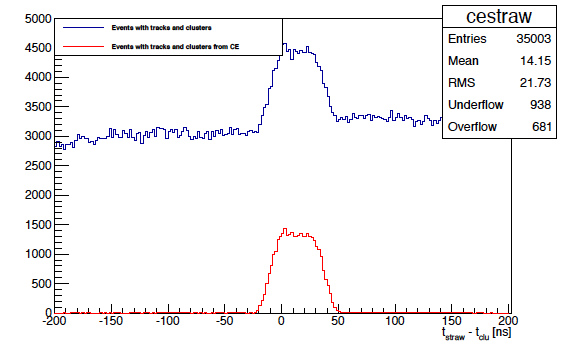 cestraw
Entries 35003
Mean 14.15
RMS 21.73
Underflow 938
Overflow 681
Events with tracks and clusters
Events with tracks and clusters from CE
5000
4500
4000
3500
3000
2500
2000
1500
1000
500
0
-200 -150 -100 -50 0 50 100 150 200
t_straw - t_clu [ns]